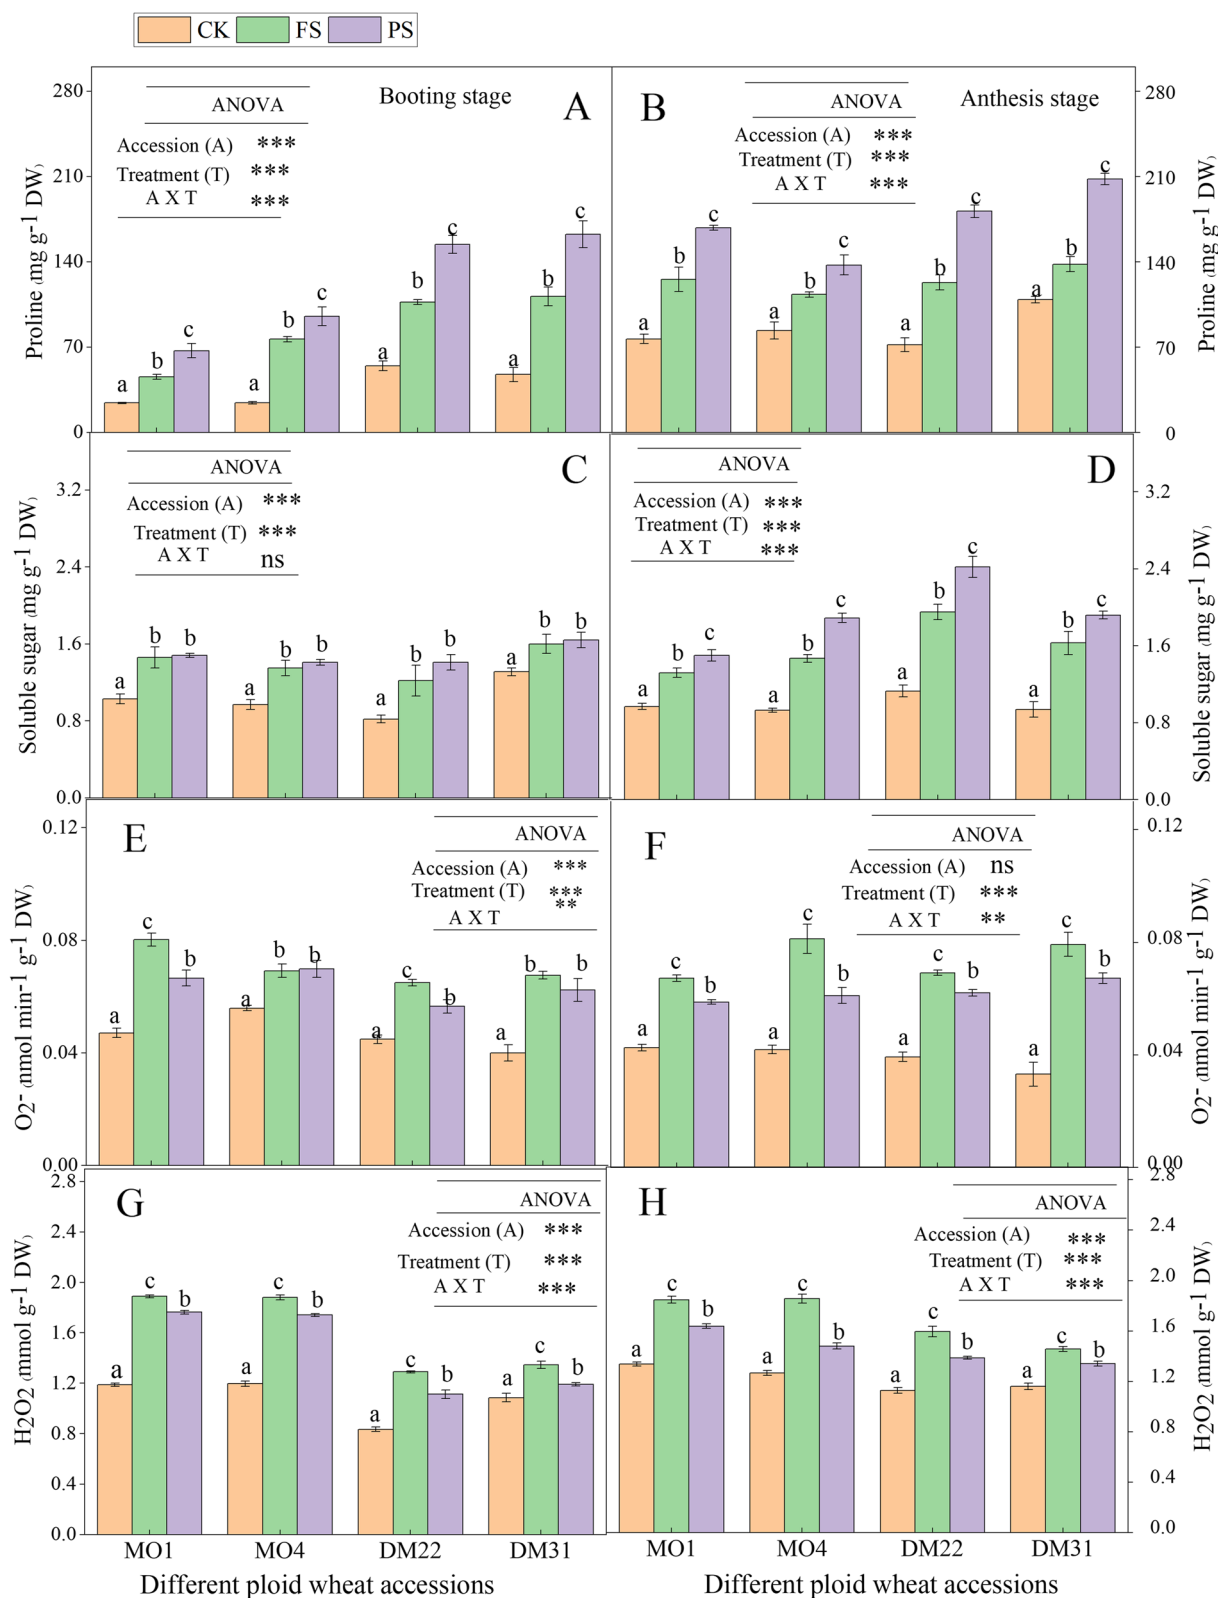 CK FS PS
Booting stage
A
ANOVA
Accession (A) ***
Treatment (T) ***
A X T ***
Proline (mg g-1 DW)
280
210
140
70
0
a b c a b c a b c a b c
B
Anthesis stage
ANOVA
Accession (A) ***
Treatment (T) ***
A X T ***
Proline (mg g-1 DW)
280
210
140
70
0
a b c a b c a b c a b c
C
ANOVA
Accession (A) ***
Treatment (T) ***
A X T ns
Soluble sugar (mg g-1 DW)
3.2
2.4
1.6
0.8
0.0
a b b a b b a b b a b b
D
ANOVA
Accession (A) ***
Treatment (T) ***
A X T ***
Soluble sugar (mg g-1 DW)
3.2
2.4
1.6
0.8
0.0
a b c a b c a b c a b c
E
ANOVA
Accession (A) ***
Treatment (T) ***
A X T **
O2- (nmol min-1 g-1 DW)
0.12
0.08
0.04
0.00
a c b a b b a c b a b b
F
ANOVA
Accession (A) ns
Treatment (T) ***
A X T **
O2- (nmol min-1 g-1 DW)
0.12
0.08
0.04
0.00
a c b a c b a c b a c b
G
ANOVA
Accession (A) ***
Treatment (T) ***
A X T ***
H2O2 (mmol g-1 DW)
2.8
2.4
2.0
1.6
1.2
0.8
0.4
0.0
a c b a c b a c b a c b
MO1 MO4 DM22 DM31
Different ploid wheat accessions
H
ANOVA
Accession (A) ***
Treatment (T) ***
A X T ***
H2O2 (mmol g-1 DW)
2.8
2.4
2.0
1.6
1.2
0.8
0.4
0.0
a c b a c b a c b a c b
MO1 MO4 DM22 DM31
Different ploid wheat accessions